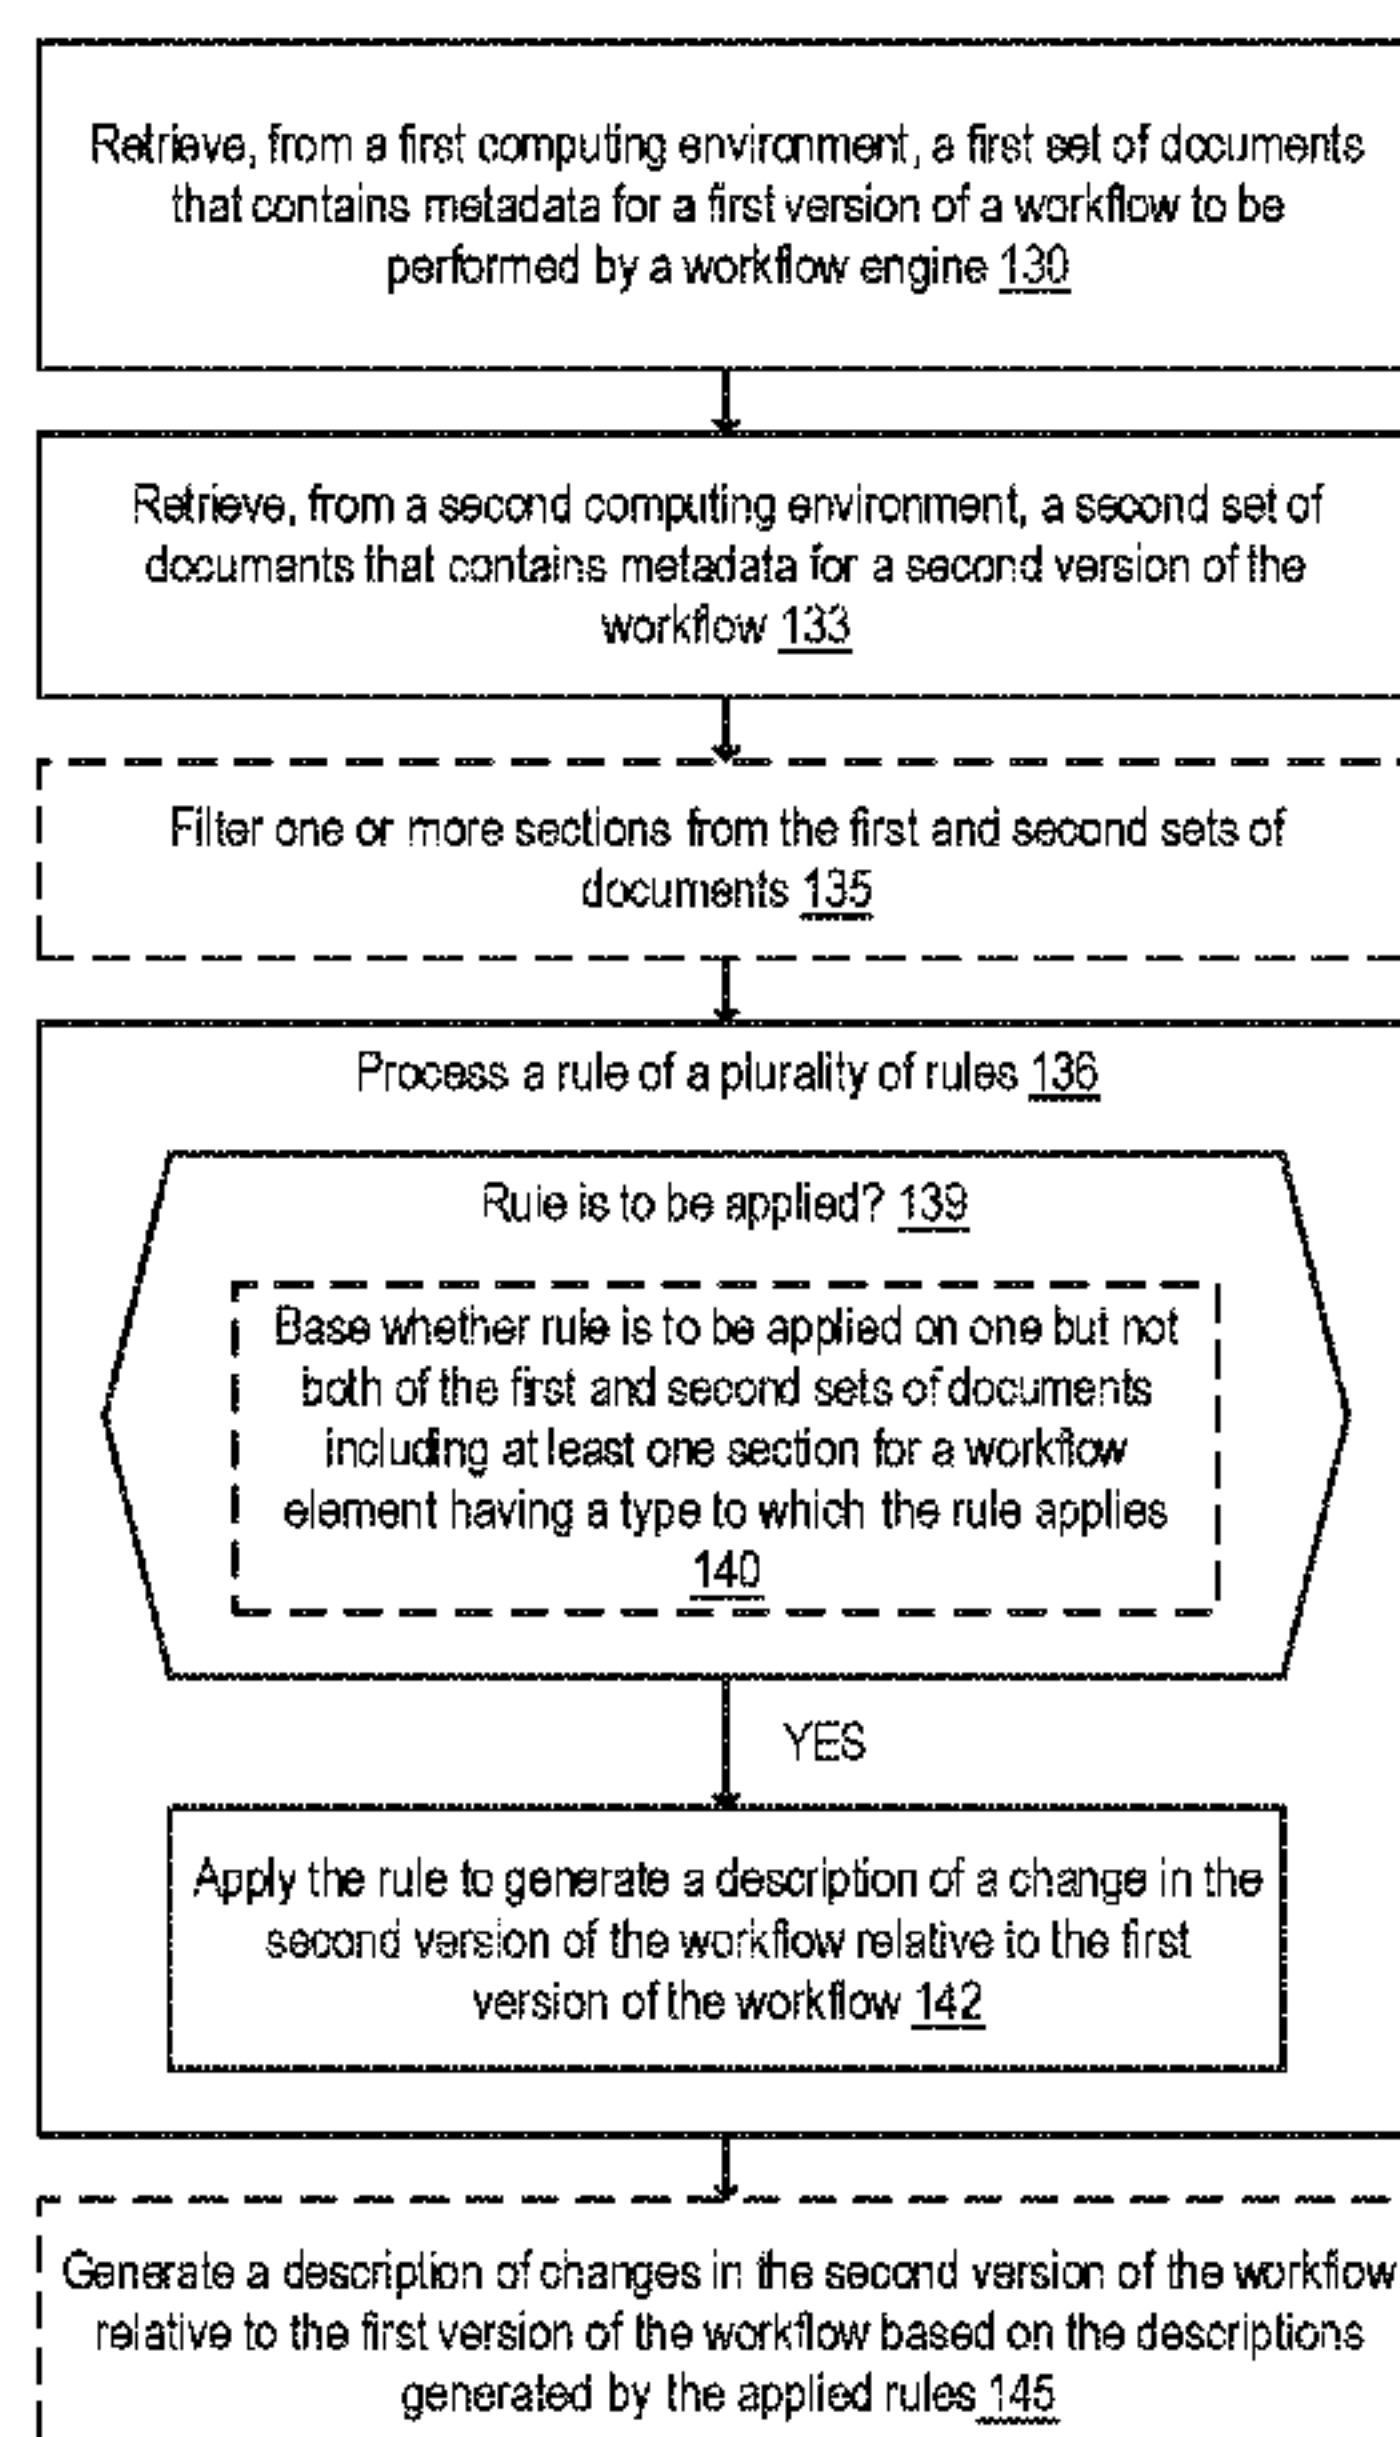 Retrieve, from a first computing environment, a first set of documents
that contains metadata for a first version of a workflow to be
performed by a workflow engine 130
Retrieve, from a second computing environment, a second set of
documents that contains metadata for a second version of the
workflow 133
Filter one or more sections from the first and second sets of
documents 135
Process a rule of a plurality of rules 136
Rule is to be applied? 139
Base whether rule is to be applied on one but not
both of the first and second sets of documents
including at least one section for a workflow
element having a type to which the rule applies
140
YES
Apply the rule to generate a description of a change in the
second version of the workflow relative to the first
version of the workflow 142
Generate a description of changes in the second version of the workflow
relative to the first version of the workflow based on the descriptions
generated by the applied rules 145